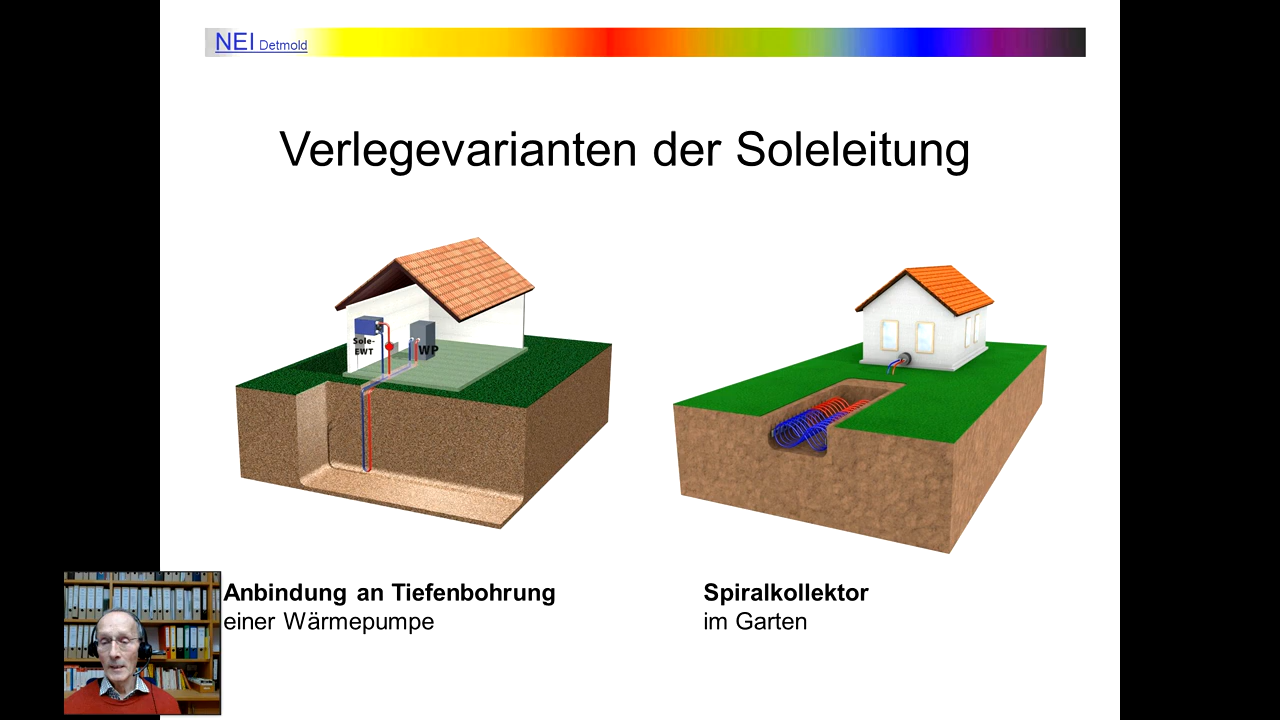 NEI Detmold
Verlegevarianten der Soleleitung
Sole-
EWT
WP
Anbindung an Tiefenbohrung
einer Wärmepumpe
Spiralkollektor
im Garten